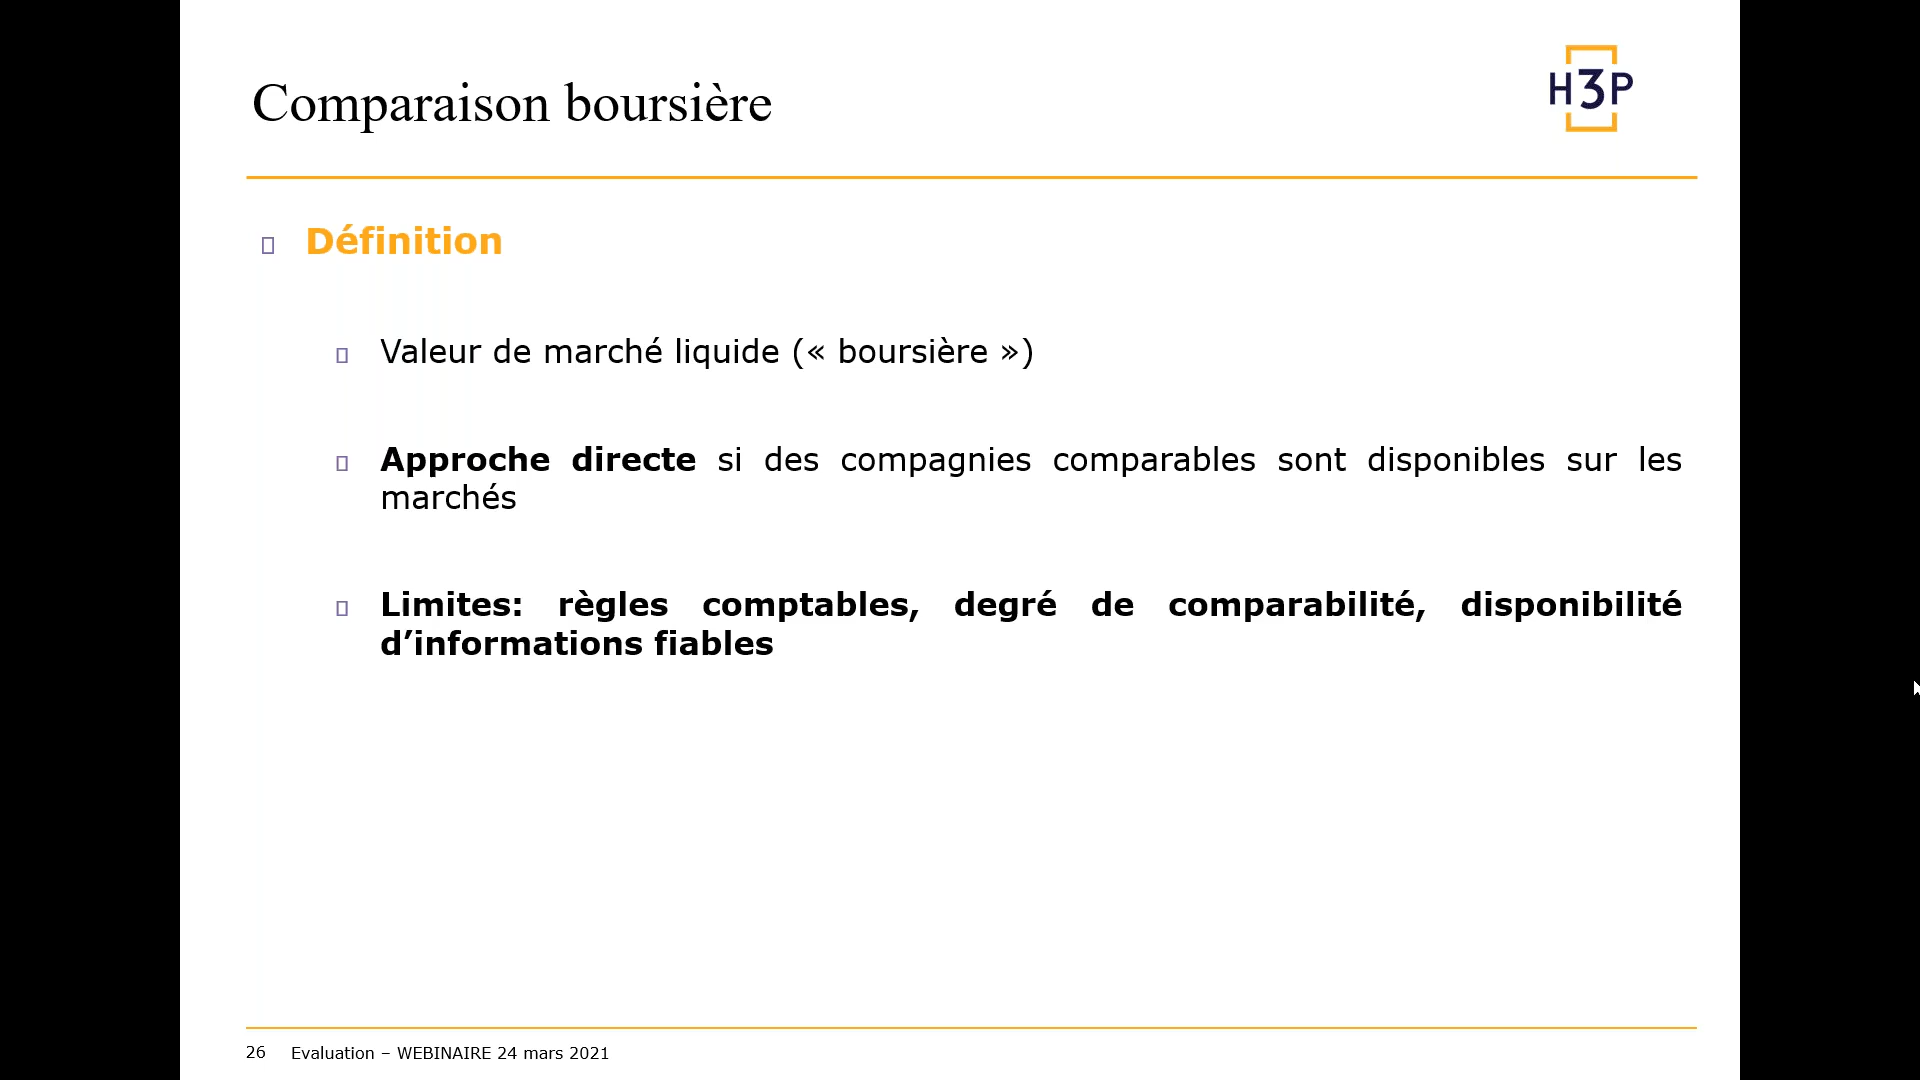 Comparaison boursière
H3P
Définition
Valeur de marché liquide (« boursière »)
Approche directe si des compagnies comparables sont disponibles sur les
marchés
Limites: règles comptables, degré de comparabilité, disponibilité
d’informations fiables
26 Evaluation – WEBINAIRE 24 mars 2021